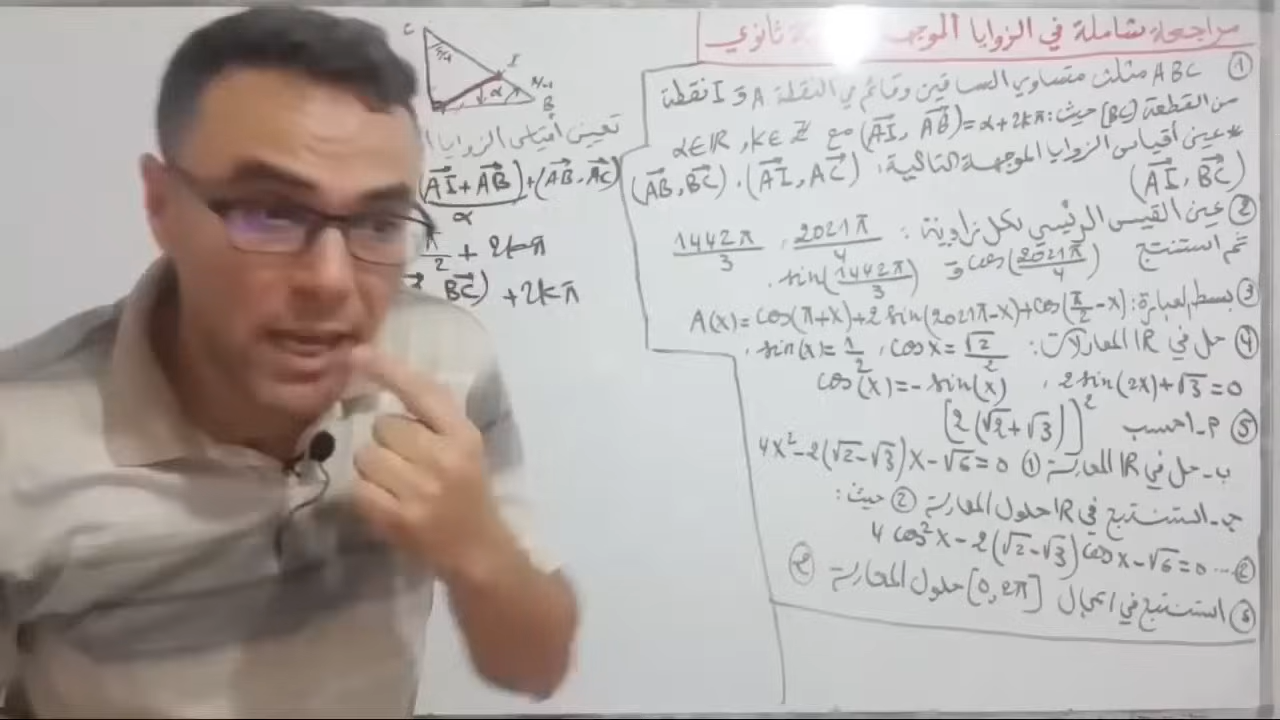 مراجعة شاملة في الزوايا الموجهة ثانوي
① ABC مثلث متساوي الساقين وقائم في النقطة A و I نقطة
من القطعة [BC] حيث: (AI, AB) = α+2kπ مع α∈ℝ, k∈ℤ
* عين أقياس الزوايا الموجهة التالية: (AI, AC), (AB, BC)
(AI, BC)
② عين القيس الرئيسي لكل زاوية: 2021π/4 , 1442π/3
ثم استنتج cos(2021π/4) و sin(1442π/3).
③ بسط العبارة: A(x)=cos(π+x)+2sin(2021π-x)+cos(π/2-x)
④ حل في IR المعادلات: cosx=√2/2 , sin(x)=1/2 ,
2sin(2x)+√3=0 , cos(x)=-sin(x)
⑤ أ- احسب [2(√2+√3)]²
ب- حل في IR المعادلة ① 4x²-2(√2-√3)x-√6=0
ج- استنتج في IR حلول المعادلة ② حيث:
②... 4cos²x-2(√2-√3)cosx-√6=0
⑥ استنتج في المجال [0,2π] حلول المعادلة ②
C
π/4
I
α
π/4
B
تعيين أقياس الزوايا
(AI+AB)+(AB,AC)
α
π/2 + 2kπ
BC) + 2kπ